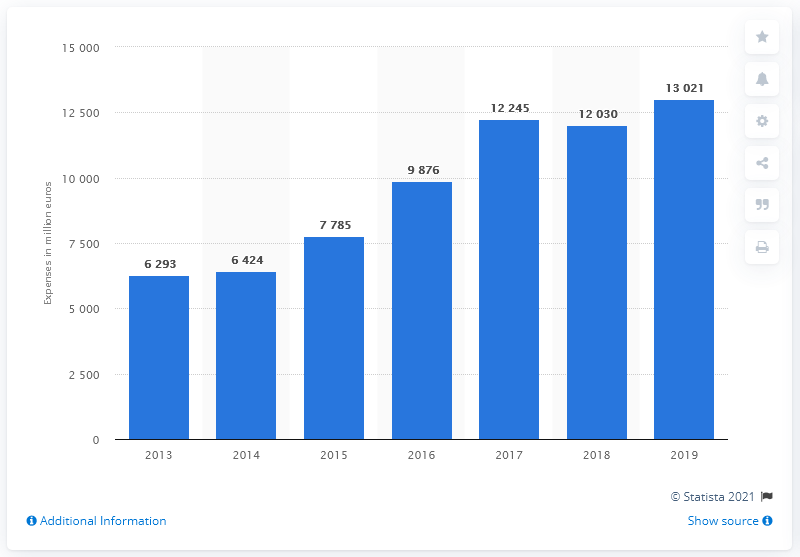 15 000
12 500
10 000
7 500
5 000
2 500
0
Expenses in million euros
6 293
6 424
7 785
9 876
12 245
12 030
13 021
2013 2014 2015 2016 2017 2018 2019
© Statista 2021
Additional Information
Show source